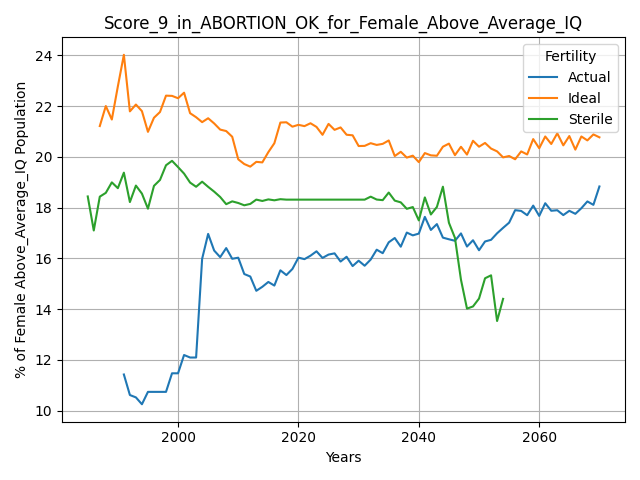 Score_9_in_ABORTION_OK_for_Female_Above_Average_IQ
% of Female Above_Average_IQ Population
24
22
20
18
16
14
12
10
Fertility
Actual
Ideal
Sterile
2000 2020 2040 2060
Years